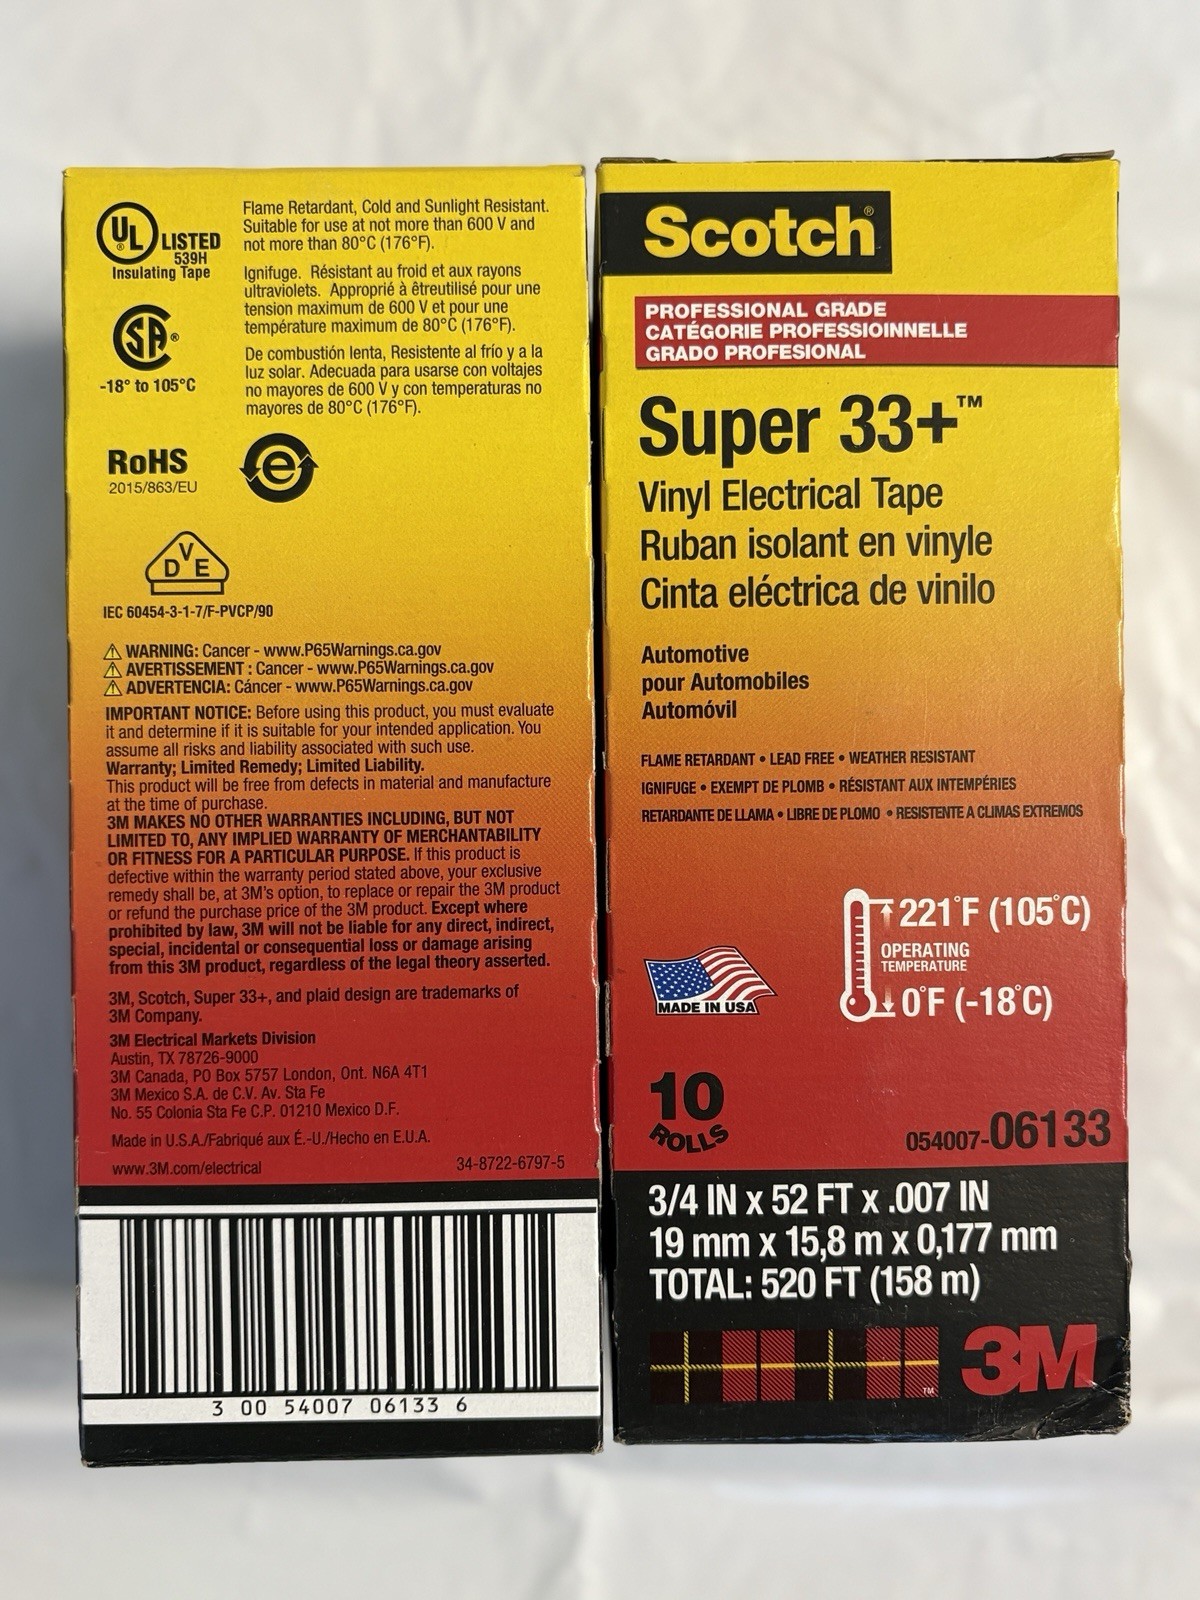 UL
®
LISTED
539H
Insulating Tape
Flame Retardant, Cold and Sunlight Resistant.
Suitable for use at not more than 600 V and
not more than 80°C (176°F).
Ignifuge. Résistant au froid et aux rayons
ultraviolets. Approprié à êtreutilisé pour une
tension maximum de 600 V et pour une
température maximum de 80°C (176°F).
De combustión lenta, Resistente al frío y a la
luz solar. Adecuada para usarse con voltajes
no mayores de 600 V y con temperaturas no
mayores de 80°C (176°F).
SA®
-18° to 105°C
RoHS
2015/863/EU
e
DVE
IEC 60454-3-1-7/F-PVCP/90
WARNING: Cancer - www.P65Warnings.ca.gov
AVERTISSEMENT : Cancer - www.P65Warnings.ca.gov
ADVERTENCIA: Cáncer - www.P65Warnings.ca.gov
IMPORTANT NOTICE: Before using this product, you must evaluate
it and determine if it is suitable for your intended application. You
assume all risks and liability associated with such use.
Warranty; Limited Remedy; Limited Liability.
This product will be free from defects in material and manufacture
at the time of purchase.
3M MAKES NO OTHER WARRANTIES INCLUDING, BUT NOT
LIMITED TO, ANY IMPLIED WARRANTY OF MERCHANTABILITY
OR FITNESS FOR A PARTICULAR PURPOSE. If this product is
defective within the warranty period stated above, your exclusive
remedy shall be, at 3M's option, to replace or repair the 3M product
or refund the purchase price of the 3M product. Except where
prohibited by law, 3M will not be liable for any direct, indirect,
special, incidental or consequential loss or damage arising
from this 3M product, regardless of the legal theory asserted.
3M, Scotch, Super 33+, and plaid design are trademarks of
3M Company.
3M Electrical Markets Division
Austin, TX 78726-9000
3M Canada, PO Box 5757 London, Ont. N6A 4T1
3M Mexico S.A. de C.V. Av. Sta Fe
No. 55 Colonia Sta Fe C.P. 01210 Mexico D.F.
Made in U.S.A./Fabriqué aux É.-U./Hecho en E.U.A.
www.3M.com/electrical
34-8722-6797-5
3 00 54007 06133 6
Scotch®
PROFESSIONAL GRADE
CATÉGORIE PROFESSIOINNELLE
GRADO PROFESIONAL
Super 33+™
Vinyl Electrical Tape
Ruban isolant en vinyle
Cinta eléctrica de vinilo
Automotive
pour Automobiles
Automóvil
FLAME RETARDANT • LEAD FREE • WEATHER RESISTANT
IGNIFUGE • EXEMPT DE PLOMB • RÉSISTANT AUX INTEMPÉRIES
RETARDANTE DE LLAMA • LIBRE DE PLOMO • RESISTENTE A CLIMAS EXTREMOS
221°F (105°C)
OPERATING
TEMPERATURE
0°F (-18°C)
MADE IN USA
10
ROLLS
054007-06133
3/4 IN x 52 FT x .007 IN
19 mm x 15,8 m x 0,177 mm
TOTAL: 520 FT (158 m)
TM
3M